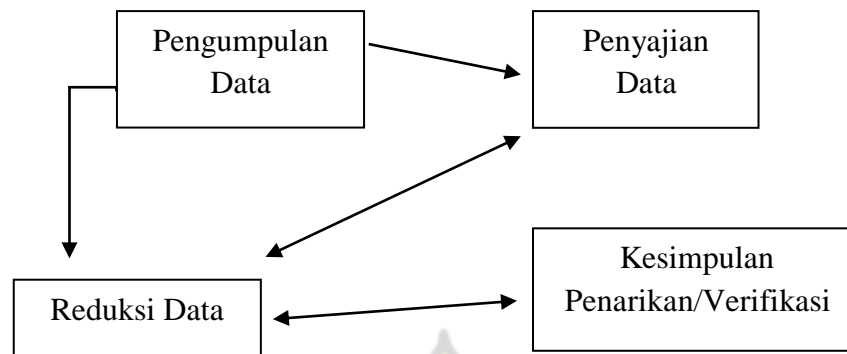 Pengumpulan
Data
Penyajian
Data
Reduksi Data
Kesimpulan
Penarikan/Verifikasi